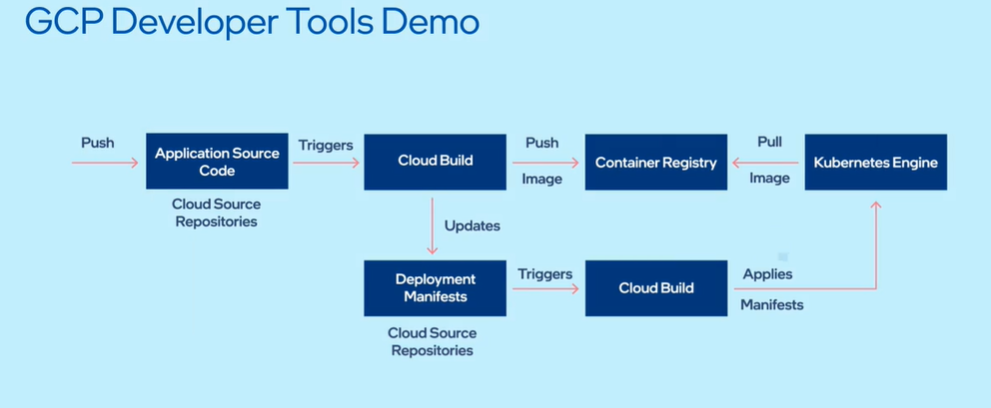 GCP Developer Tools Demo
Push
Application Source
Code
Cloud Source
Repositories
Triggers
Cloud Build
Push
Image
Container Registry
Pull
Image
Kubernetes Engine
Updates
Deployment
Manifests
Cloud Source
Repositories
Triggers
Cloud Build
Applies
Manifests